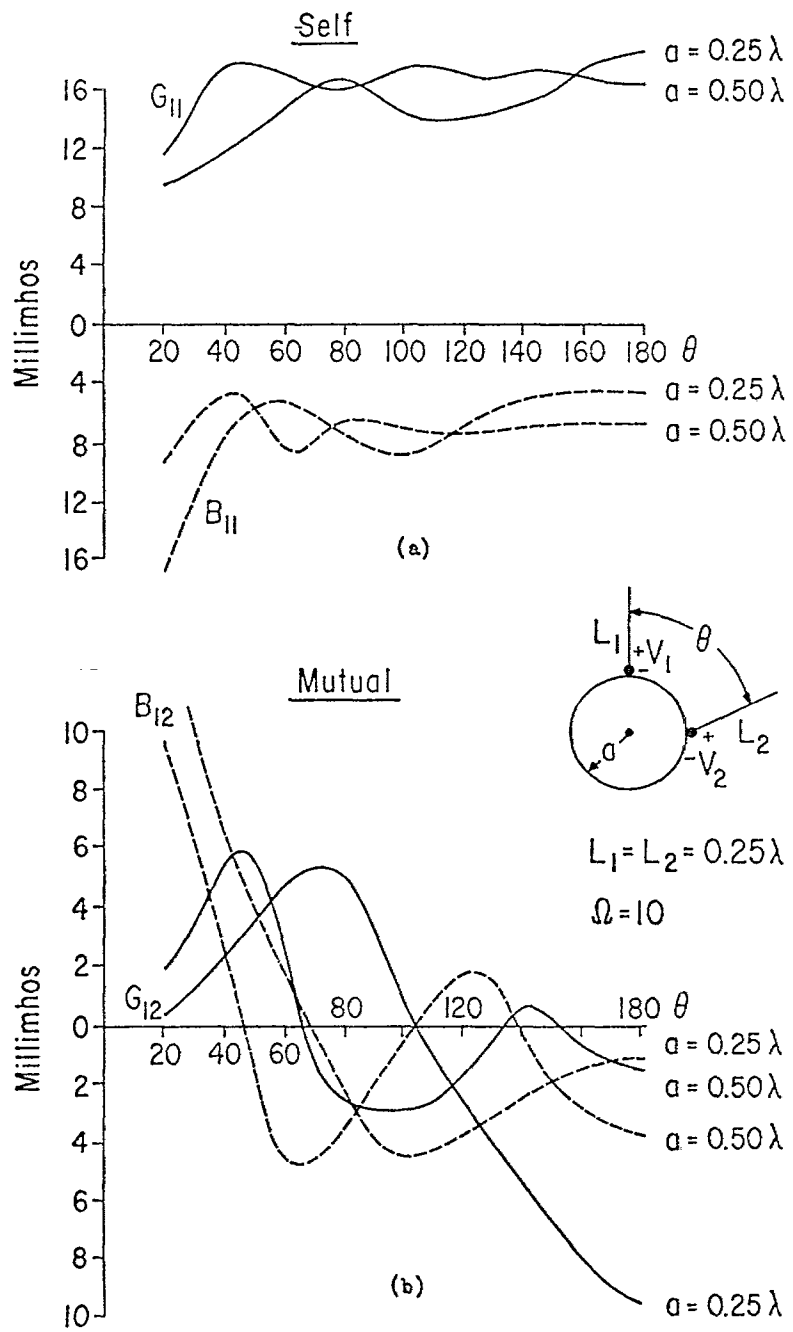 Self
a = 0.25 λ
G11
16
a = 0.50 λ
12
8
4
Millimhos
0
20 40 60 80 100 120 140 160 180 θ
4
a = 0.25 λ
8
a = 0.50 λ
12
B11
16
(a)
L1
+V1
-
θ
a
L2
+
-V2
Mutual
B12
10
8
6
L1 = L2 = 0.25 λ
4
Ω = 10
2
G12
80 120 180 θ
0
20 40 60
a = 0.25 λ
Millimhos
2
a = 0.50 λ
4
a = 0.50 λ
6
8
(b)
a = 0.25 λ
10